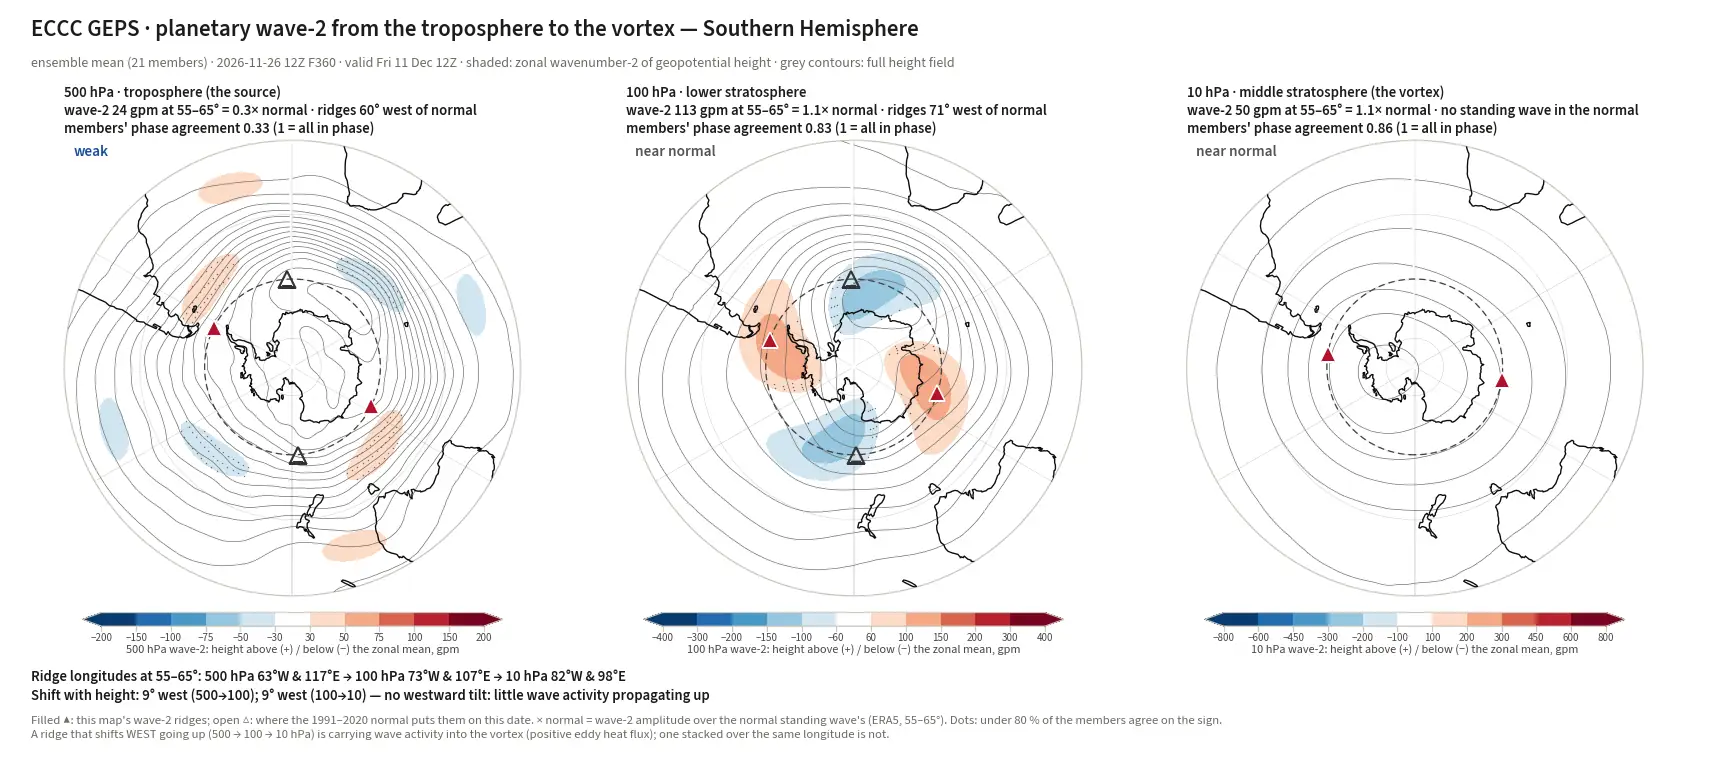 ECCC GEPS · planetary wave-2 from the troposphere to the vortex — Southern Hemisphere
ensemble mean (21 members) · 2026-11-26 12Z F360 · valid Fri 11 Dec 12Z · shaded: zonal wavenumber-2 of geopotential height · grey contours: full height field
500 hPa · troposphere (the source)
wave-2 24 gpm at 55–65° = 0.3× normal · ridges 60° west of normal
members' phase agreement 0.33 (1 = all in phase)
weak
100 hPa · lower stratosphere
wave-2 113 gpm at 55–65° = 1.1× normal · ridges 71° west of normal
members' phase agreement 0.83 (1 = all in phase)
near normal
10 hPa · middle stratosphere (the vortex)
wave-2 50 gpm at 55–65° = 1.1× normal · no standing wave in the normal
members' phase agreement 0.86 (1 = all in phase)
near normal
−200 −150 −100 −75 −50 −30 30 50 75 100 150 200
500 hPa wave-2: height above (+) / below (−) the zonal mean, gpm
−400 −300 −200 −150 −100 −60 60 100 150 200 300 400
100 hPa wave-2: height above (+) / below (−) the zonal mean, gpm
−800 −600 −450 −300 −200 −100 100 200 300 450 600 800
10 hPa wave-2: height above (+) / below (−) the zonal mean, gpm
Ridge longitudes at 55–65°: 500 hPa 63°W & 117°E → 100 hPa 73°W & 107°E → 10 hPa 82°W & 98°E
Shift with height: 9° west (500→100); 9° west (100→10) — no westward tilt: little wave activity propagating up
Filled ▲: this map's wave-2 ridges; open △: where the 1991–2020 normal puts them on this date. × normal = wave-2 amplitude over the normal standing wave's (ERA5, 55–65°). Dots: under 80 % of the members agree on the sign.
A ridge that shifts WEST going up (500 → 100 → 10 hPa) is carrying wave activity into the vortex (positive eddy heat flux); one stacked over the same longitude is not.